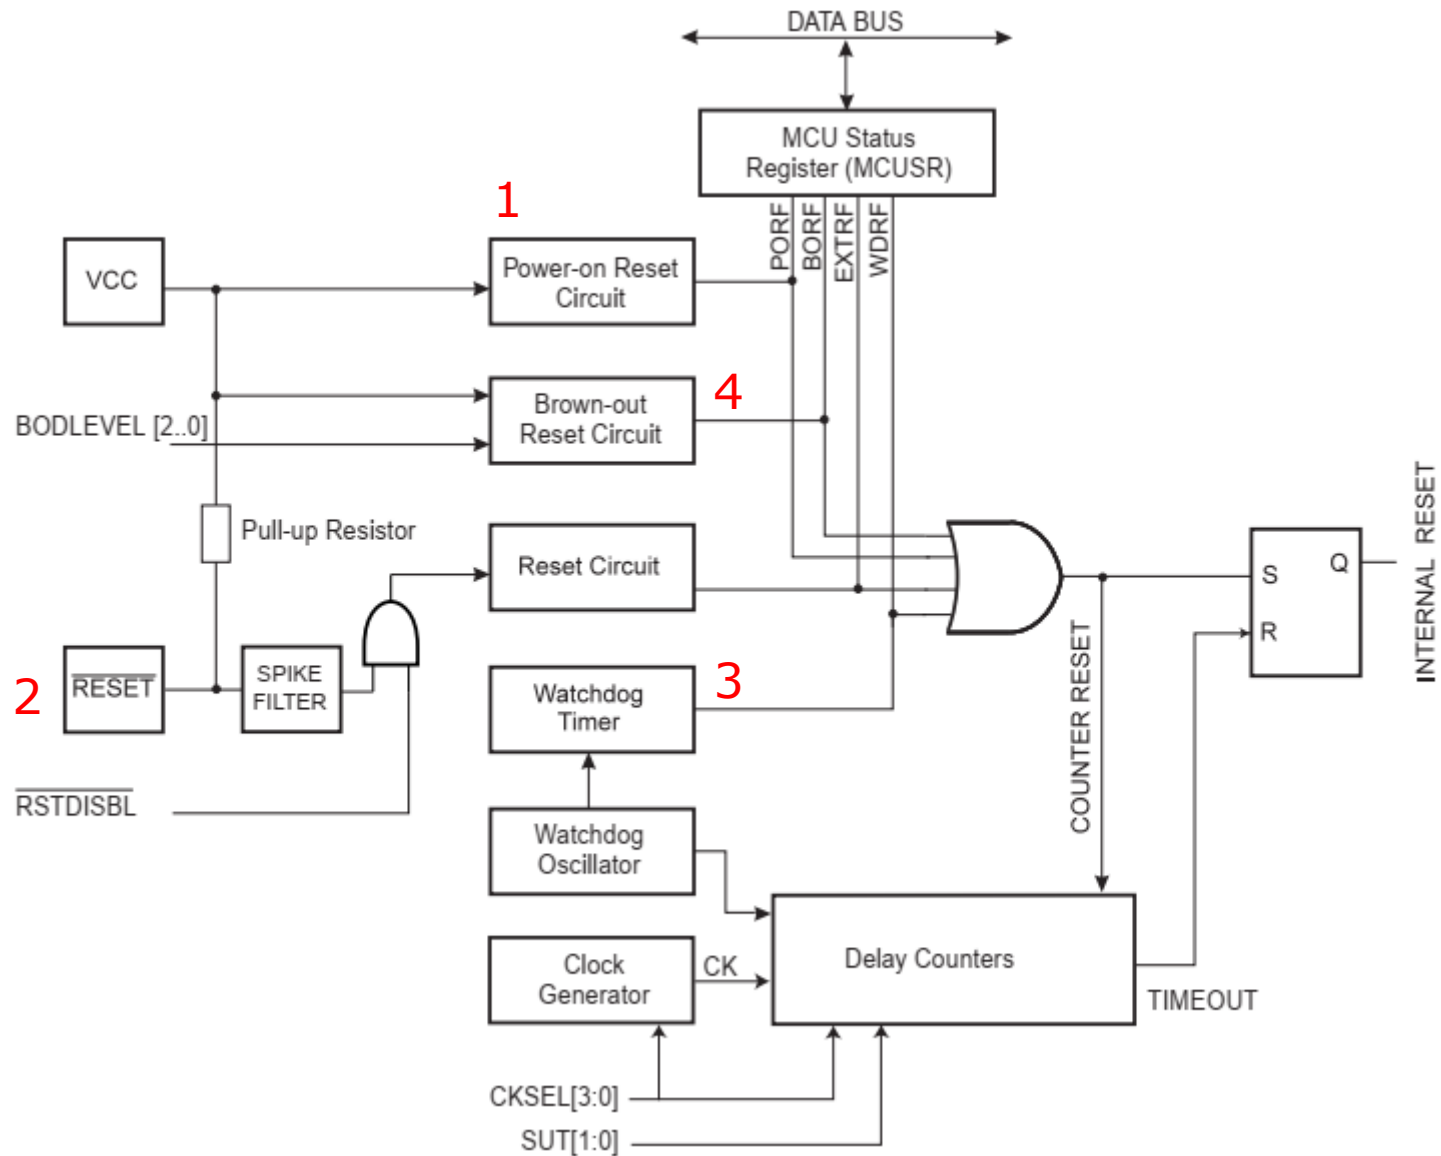 DATA BUS
MCU Status
Register (MCUSR)
PORF
BORF
EXTRF
WDRF
1
VCC
Power-on Reset
Circuit
4
BODLEVEL [2..0]
Brown-out
Reset Circuit
Pull-up Resistor
Reset Circuit
S
Q
R
INTERNAL RESET
2
RESET
SPIKE
FILTER
3
Watchdog
Timer
COUNTER RESET
RSTDISBL
Watchdog
Oscillator
Clock
Generator
CK
Delay Counters
TIMEOUT
CKSEL[3:0]
SUT[1:0]